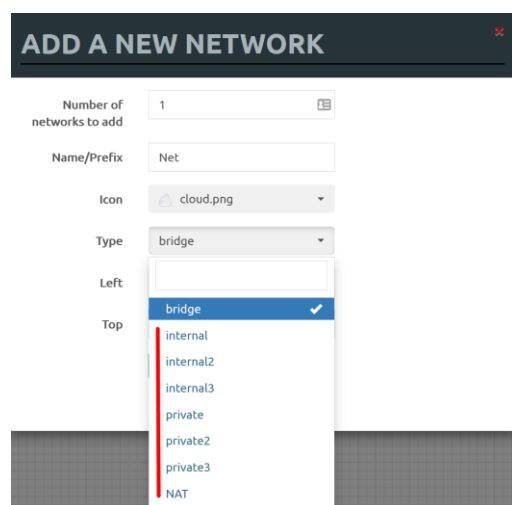 ADD A NEW NETWORK
Number of
networks to add
1
Name/Prefix
Net
Icon
cloud.png
Type
bridge
Left
bridge
Top
internal
internal2
internal3
private
private2
private3
NAT